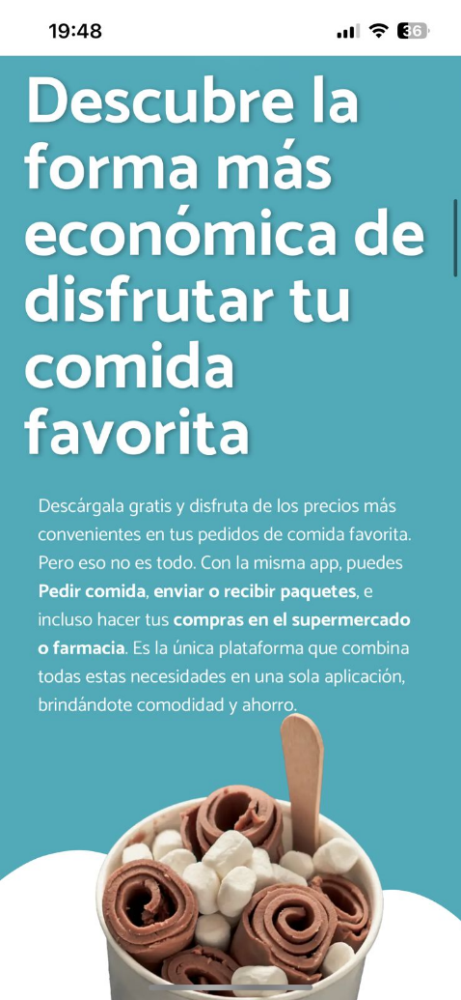 19:48
36
Descubre la
forma más
económica de
disfrutar tu
comida
favorita
Descárgala gratis y disfruta de los precios más
convenientes en tus pedidos de comida favorita.
Pero eso no es todo. Con la misma app, puedes
Pedir comida, enviar o recibir paquetes, e
incluso hacer tus compras en el supermercado
o farmacia. Es la única plataforma que combina
todas estas necesidades en una sola aplicación,
brindándote comodidad y ahorro.